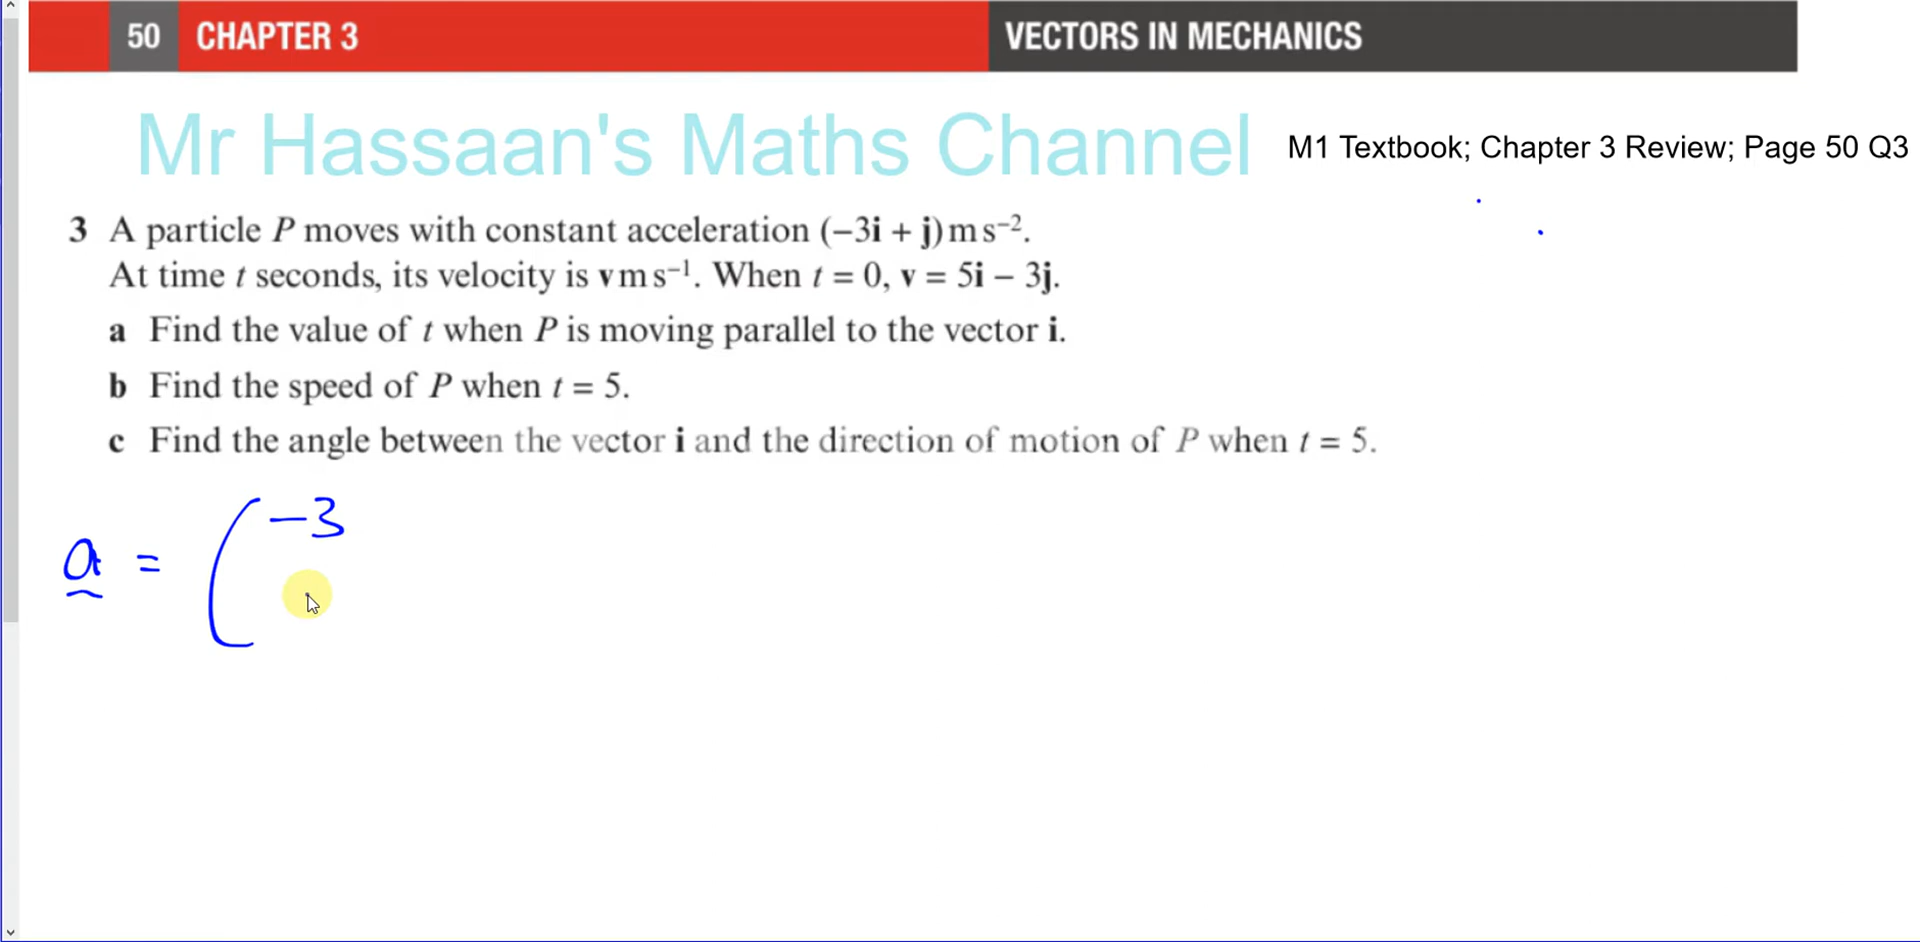 50 CHAPTER 3 VECTORS IN MECHANICS
Mr Hassaan's Maths Channel
M1 Textbook; Chapter 3 Review; Page 50 Q3
3 A particle P moves with constant acceleration (−3i + j) m s⁻².
At time t seconds, its velocity is v m s⁻¹. When t = 0, v = 5i − 3j.
a Find the value of t when P is moving parallel to the vector i.
b Find the speed of P when t = 5.
c Find the angle between the vector i and the direction of motion of P when t = 5.
a = ( −3